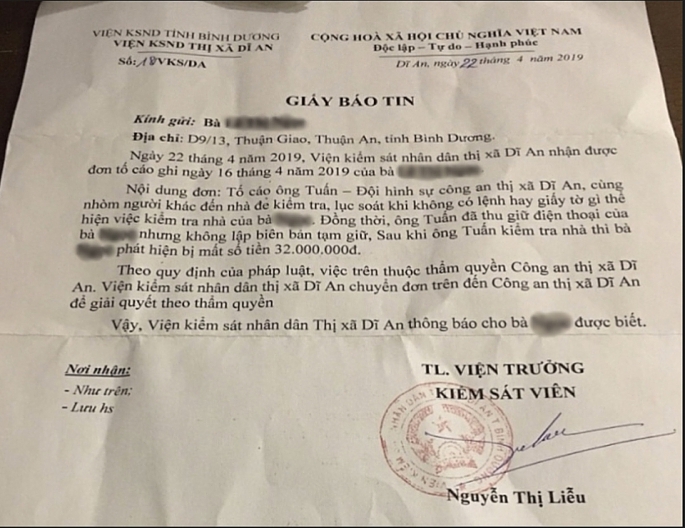 VIỆN KSND TỈNH BÌNH DƯƠNG
VIỆN KSND THỊ XÃ DĨ AN
Số: /VKS/DA
CỘNG HOÀ XÃ HỘI CHỦ NGHĨA VIỆT NAM
Độc lập – Tự do – Hạnh phúc
Dĩ An, ngày 22 tháng 4 năm 2019
GIẤY BÁO TIN
Kính gửi: Bà
Địa chỉ: D9/13, Thuận Giao, Thuận An, tỉnh Bình Dương.
Ngày 22 tháng 4 năm 2019, Viện kiểm sát nhân dân thị xã Dĩ An nhận được
đơn tố cáo ghi ngày 16 tháng 4 năm 2019 của bà
Nội dung đơn: Tố cáo ông Tuấn – Đội hình sự công an thị xã Dĩ An, cùng
nhóm người khác đến nhà để kiểm tra, lục soát khi không có lệnh hay giấy tờ gì thể
hiện việc kiểm tra nhà của bà . Đồng thời, ông Tuấn đã thu giữ điện thoại của
bà nhưng không lập biên bản tạm giữ, Sau khi ông Tuấn kiểm tra nhà thì bà
phát hiện bị mất số tiền 32.000.000đ.
Theo quy định của pháp luật, việc trên thuộc thẩm quyền Công an thị xã Dĩ
An. Viện kiểm sát nhân dân thị xã Dĩ An chuyển đơn trên đến Công an thị xã Dĩ An
để giải quyết theo thẩm quyền
Vậy, Viện kiểm sát nhân dân Thị xã Dĩ An thông báo cho bà được biết.
Nơi nhận:
- Như trên;
- Lưu hs
TL. VIỆN TRƯỞNG
KIỂM SÁT VIÊN
Nguyễn Thị Liễu